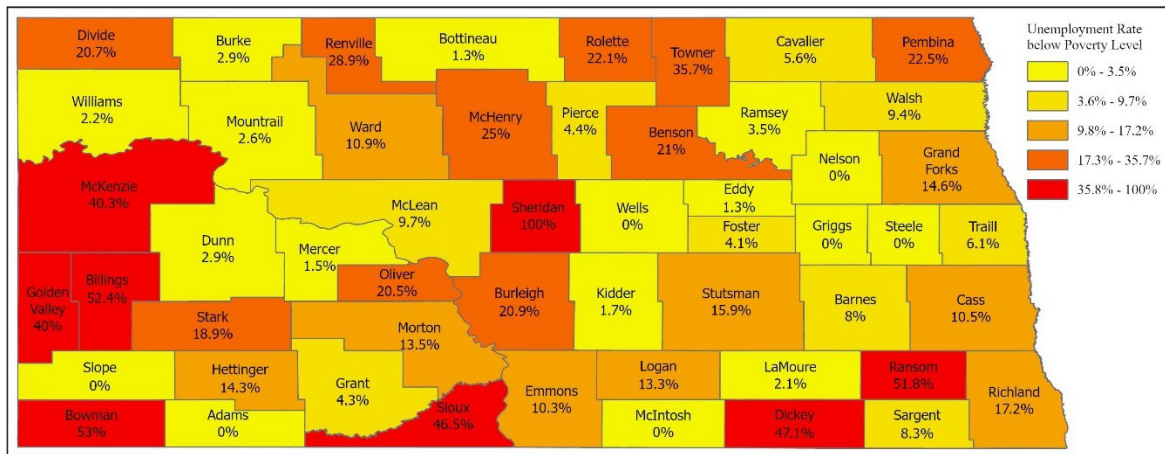 Divide
20.7%
Burke
2.9%
Renville
28.9%
Bottineau
1.3%
Rolette
22.1%
Towner
35.7%
Cavalier
5.6%
Pembina
22.5%
Williams
2.2%
Mountrail
2.6%
Ward
10.9%
McHenry
25%
Pierce
4.4%
Benson
21%
Ramsey
3.5%
Walsh
9.4%
Nelson
0%
Grand
Forks
14.6%
McKenzie
40.3%
Dunn
2.9%
Mercer
1.5%
McLean
9.7%
Sheridan
100%
Wells
0%
Eddy
1.3%
Foster
4.1%
Griggs
0%
Steele
0%
Traill
6.1%
Golden
Valley
40%
Billings
52.4%
Stark
18.9%
Oliver
20.5%
Morton
13.5%
Burleigh
20.9%
Kidder
1.7%
Stutsman
15.9%
Barnes
8%
Cass
10.5%
Slope
0%
Hettinger
14.3%
Grant
4.3%
Sioux
46.5%
Emmons
10.3%
Logan
13.3%
LaMoure
2.1%
Ransom
51.8%
Richland
17.2%
Bowman
53%
Adams
0%
McIntosh
0%
Dickey
47.1%
Sargent
8.3%
Unemployment Rate
below Poverty Level
0% - 3.5%
3.6% - 9.7%
9.8% - 17.2%
17.3% - 35.7%
35.8% - 100%